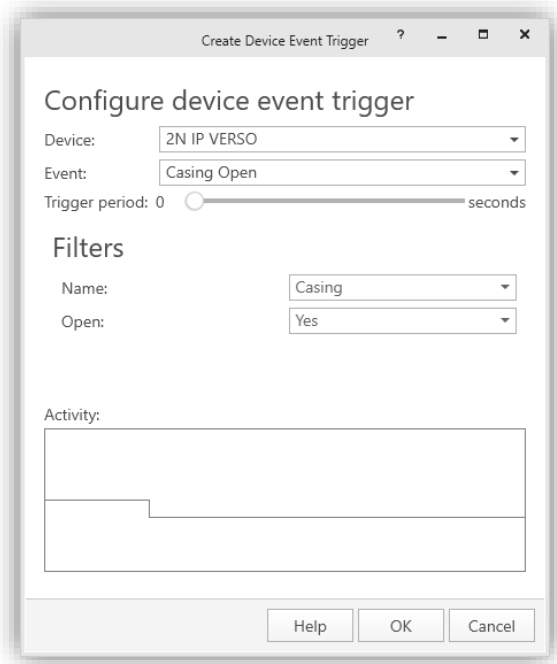 Create Device Event Trigger ?
Configure device event trigger
Device: 2N IP VERSO
Event: Casing Open
Trigger period: 0 seconds
Filters
Name: Casing
Open: Yes
Activity:
Help OK Cancel